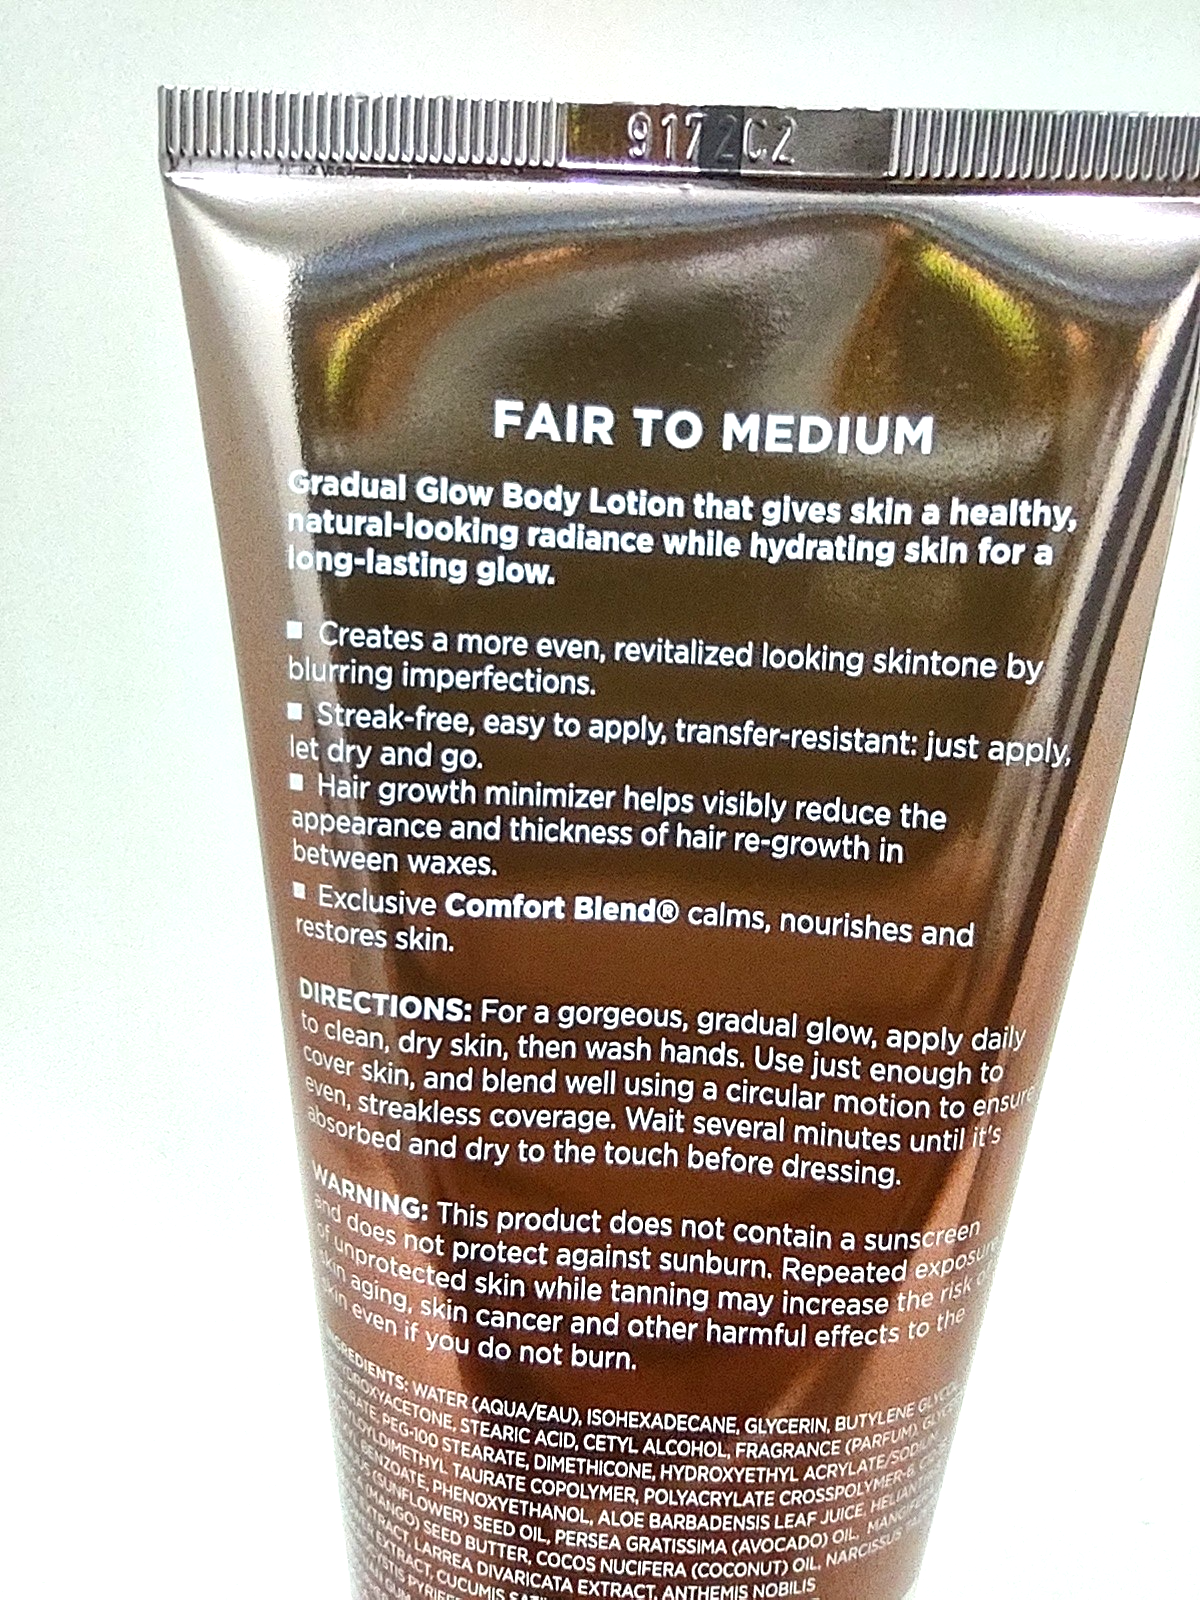 9172C2
FAIR TO MEDIUM
Gradual Glow Body Lotion that gives skin a healthy,
natural-looking radiance while hydrating skin for a
long-lasting glow.
■ Creates a more even, revitalized looking skintone by
blurring imperfections.
■ Streak-free, easy to apply, transfer-resistant: just apply,
let dry and go.
■ Hair growth minimizer helps visibly reduce the
appearance and thickness of hair re-growth in
between waxes.
■ Exclusive Comfort Blend® calms, nourishes and
restores skin.
DIRECTIONS: For a gorgeous, gradual glow, apply daily
to clean, dry skin, then wash hands. Use just enough to
cover skin, and blend well using a circular motion to ensure
even, streakless coverage. Wait several minutes until it's
absorbed and dry to the touch before dressing.
WARNING: This product does not contain a sunscreen
and does not protect against sunburn. Repeated exposure
of unprotected skin while tanning may increase the risk
skin aging, skin cancer and other harmful effects to the
skin even if you do not burn.
INGREDIENTS: WATER (AQUA/EAU), ISOHEXADECANE, GLYCERIN, BUTYLENE
STEARIC ACID, CETYL ALCOHOL, FRAGRANCE (PARFUM),
PEG-100 STEARATE, DIMETHICONE, HYDROXYETHYL ACRYLATE/SODIUM
TAURATE COPOLYMER, POLYACRYLATE CROSSPOLYMER-6,
BENZOATE, PHENOXYETHANOL, ALOE BARBADENSIS LEAF JUICE,
(SUNFLOWER) SEED OIL, PERSEA GRATISSIMA (AVOCADO) OIL,
(MANGO) SEED BUTTER, COCOS NUCIFERA (COCONUT) OIL, NARCISSUS
EXTRACT, LARREA DIVARICATA EXTRACT, ANTHEMIS NOBILIS
EXTRACT, CUCUMIS